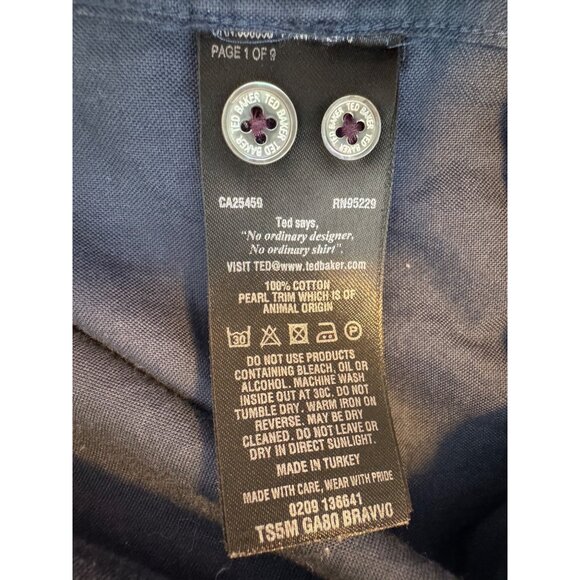 PAGE 1 OF 9
TED BAKER TED BAKER
TED BAKER TED BAKER
CA25459 RN95229
Ted says,
"No ordinary designer,
No ordinary shirt".
VISIT TED@www.tedbaker.com
100% COTTON
PEARL TRIM WHICH IS OF
ANIMAL ORIGIN
30 P
DO NOT USE PRODUCTS
CONTAINING BLEACH, OIL OR
ALCOHOL. MACHINE WASH
INSIDE OUT AT 30C. DO NOT
TUMBLE DRY. WARM IRON ON
REVERSE. MAY BE DRY
CLEANED. DO NOT LEAVE OR
DRY IN DIRECT SUNLIGHT.
MADE IN TURKEY
MADE WITH CARE, WEAR WITH PRIDE
0209 136641
TS5M GA80 BRAVVO